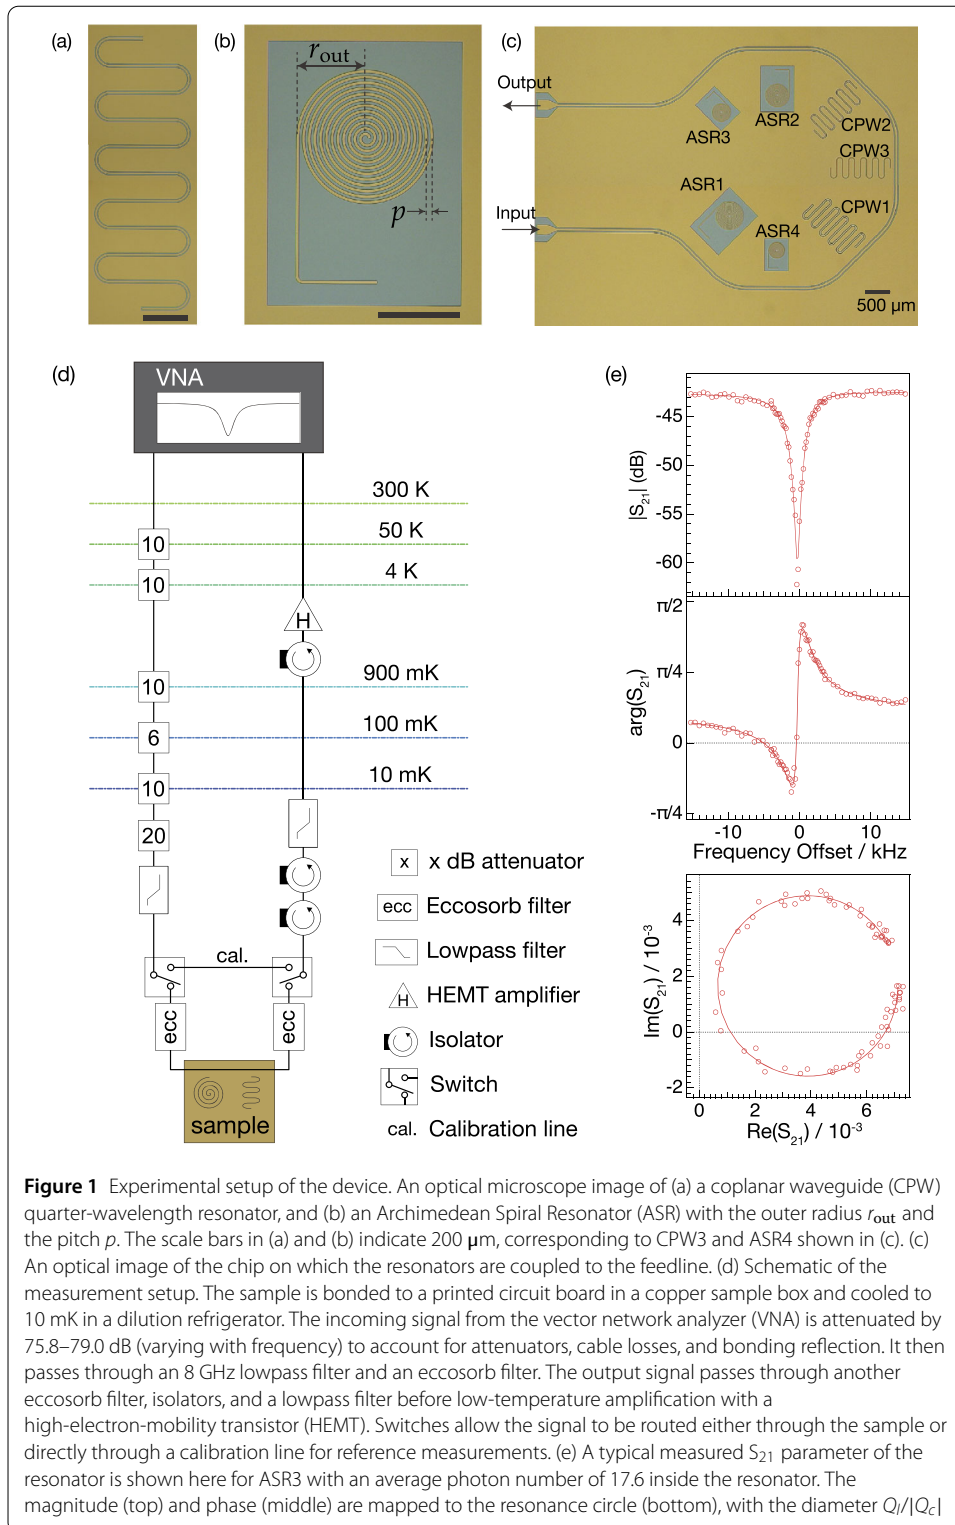 (a)
(b)
(c)
r out
p
Output
Input
ASR3
ASR2
CPW2
CPW3
ASR1
CPW1
ASR4
500 µm
(d)
VNA
300 K
50 K
10
4 K
10
H
900 mK
10
100 mK
6
10 mK
10
20
cal.
ecc
ecc
sample
x x dB attenuator
ecc Eccosorb filter
Lowpass filter
H HEMT amplifier
Isolator
Switch
cal. Calibration line
(e)
|S21| (dB)
-45
-50
-55
-60
arg(S21)
π/2
π/4
0
-π/4
-10 0 10
Frequency Offset / kHz
Im(S21) / 10-3
4
2
0
-2
0 2 4 6
Re(S21) / 10-3
Figure 1 Experimental setup of the device. An optical microscope image of (a) a coplanar waveguide (CPW)
quarter-wavelength resonator, and (b) an Archimedean Spiral Resonator (ASR) with the outer radius rout and
the pitch p. The scale bars in (a) and (b) indicate 200 µm, corresponding to CPW3 and ASR4 shown in (c). (c)
An optical image of the chip on which the resonators are coupled to the feedline. (d) Schematic of the
measurement setup. The sample is bonded to a printed circuit board in a copper sample box and cooled to
10 mK in a dilution refrigerator. The incoming signal from the vector network analyzer (VNA) is attenuated by
75.8–79.0 dB (varying with frequency) to account for attenuators, cable losses, and bonding reflection. It then
passes through an 8 GHz lowpass filter and an eccosorb filter. The output signal passes through another
eccosorb filter, isolators, and a lowpass filter before low-temperature amplification with a
high-electron-mobility transistor (HEMT). Switches allow the signal to be routed either through the sample or
directly through a calibration line for reference measurements. (e) A typical measured S21 parameter of the
resonator is shown here for ASR3 with an average photon number of 17.6 inside the resonator. The
magnitude (top) and phase (middle) are mapped to the resonance circle (bottom), with the diameter Ql/|Qc|